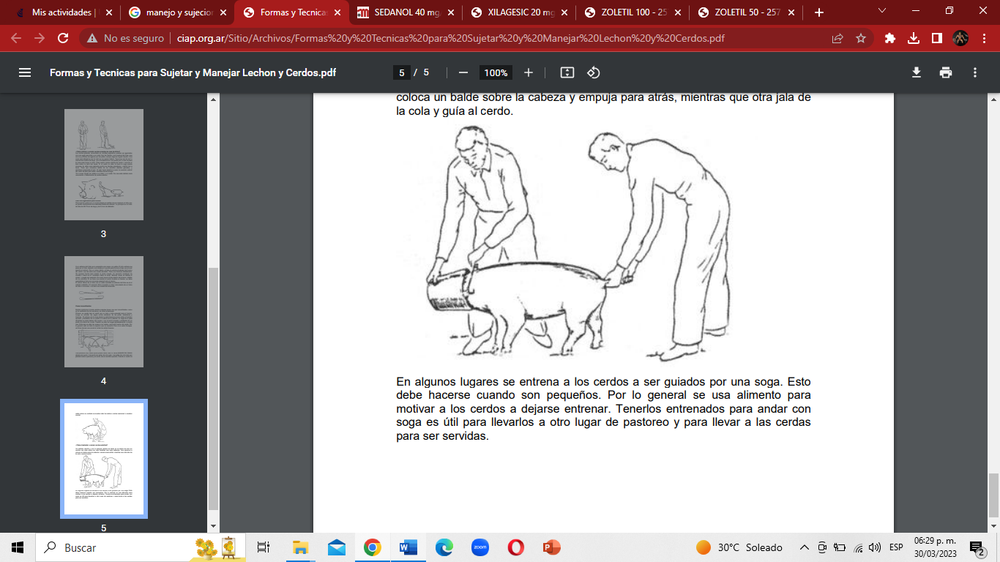 Mis actividades |
manejo y sujecion
Formas y Tecnicas
SEDANOL 40 mg
XILAGESIC 20 mg
ZOLETIL 100 - 25
ZOLETIL 50 - 257
No es seguro
ciap.org.ar/Sitio/Archivos/Formas%20y%20Tecnicas%20para%20Sujetar%20y%20Manejar%20Lechon%20y%20Cerdos.pdf
Formas y Tecnicas para Sujetar y Manejar Lechon y Cerdos.pdf
5 / 5
100%
3
4
5
coloca un balde sobre la cabeza y empuja para atrás, mientras que otra jala de
la cola y guía al cerdo.
En algunos lugares se entrena a los cerdos a ser guiados por una soga. Esto
debe hacerse cuando son pequeños. Por lo general se usa alimento para
motivar a los cerdos a dejarse entrenar. Tenerlos entrenados para andar con
soga es útil para llevarlos a otro lugar de pastoreo y para llevar a las cerdas
para ser servidas.
Buscar
zoom
30°C Soleado
ESP
06:29 p. m.
30/03/2023
2